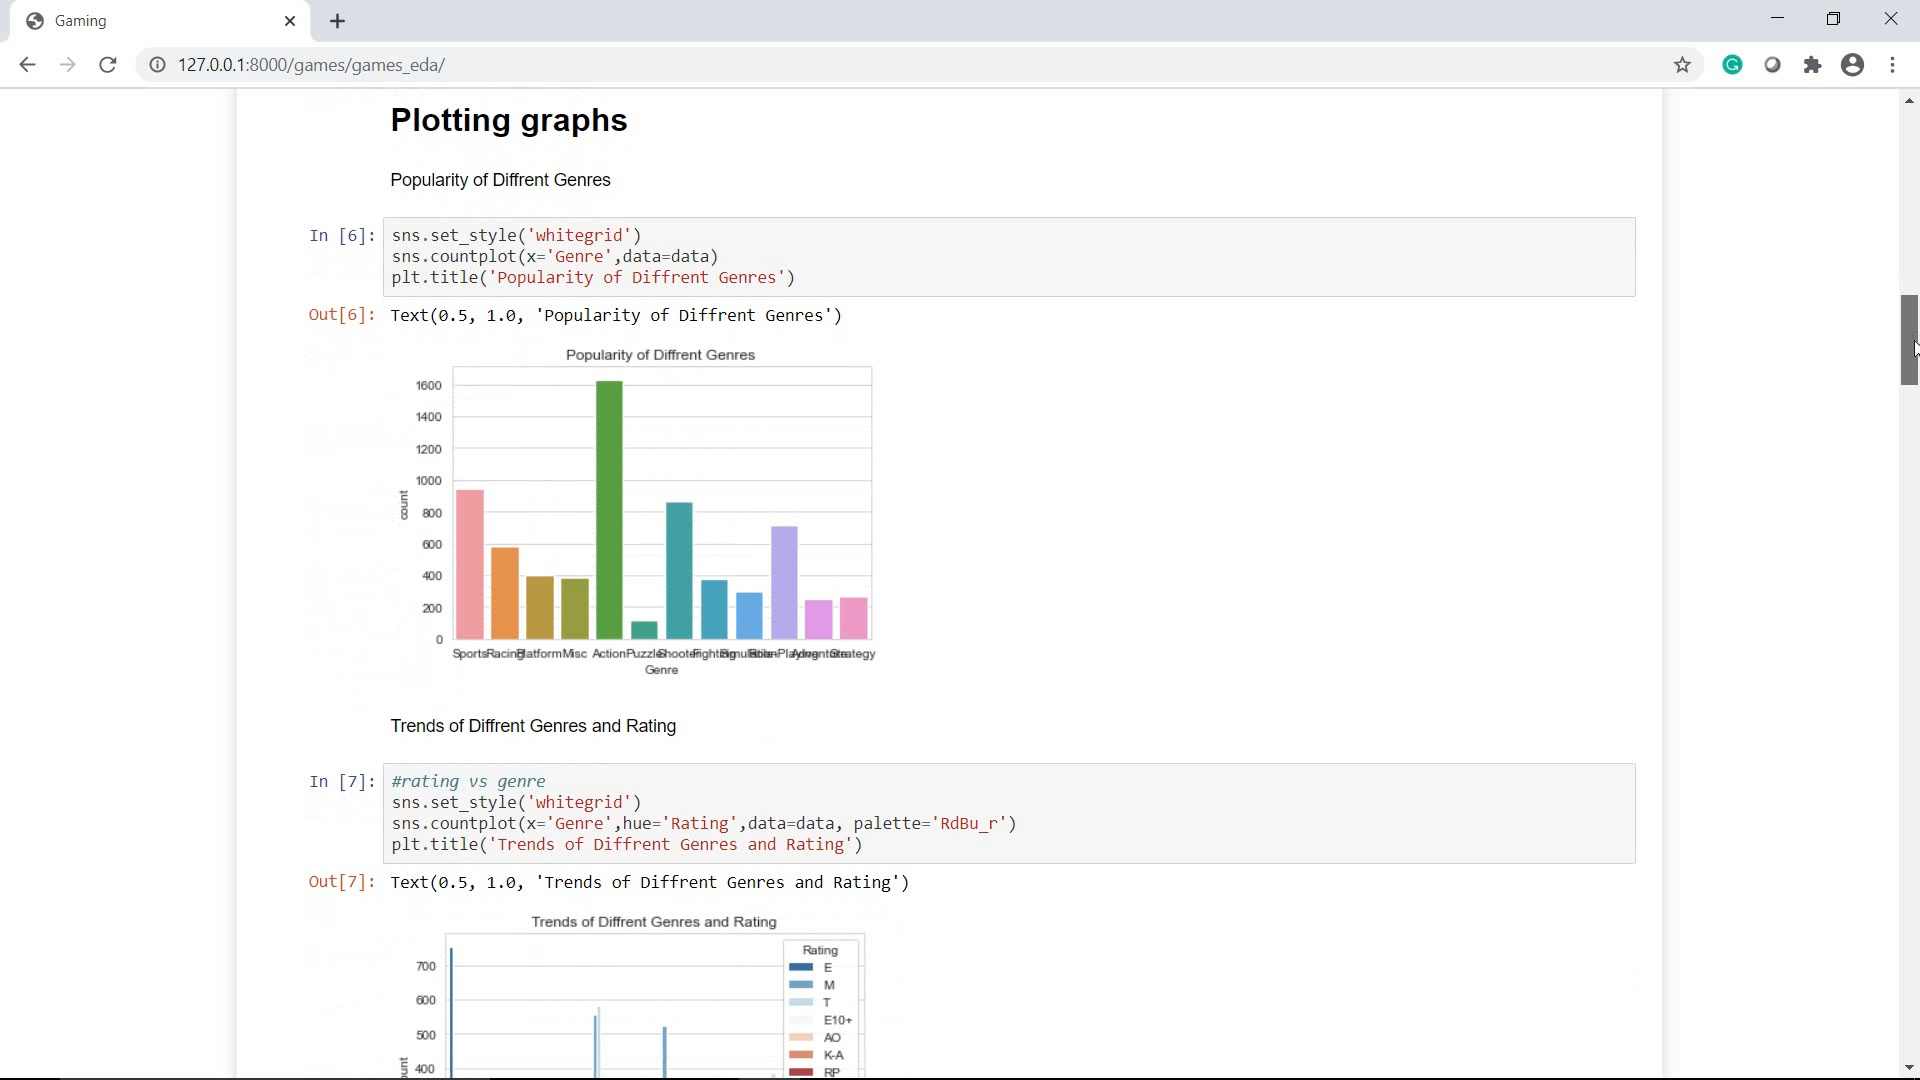 Gaming
127.0.0.1:8000/games/games_eda/
Plotting graphs
Popularity of Diffrent Genres
In [6]: sns.set_style('whitegrid')
sns.countplot(x='Genre',data=data)
plt.title('Popularity of Diffrent Genres')
Out[6]: Text(0.5, 1.0, 'Popularity of Diffrent Genres')
Popularity of Diffrent Genres
1600
1400
1200
1000
800
600
400
200
0
count
Sports Racing Platform Misc Action Puzzle Shooter Fighting Simulation Role-Playing Adventure Strategy
Genre
Trends of Diffrent Genres and Rating
In [7]: #rating vs genre
sns.set_style('whitegrid')
sns.countplot(x='Genre',hue='Rating',data=data, palette='RdBu_r')
plt.title('Trends of Diffrent Genres and Rating')
Out[7]: Text(0.5, 1.0, 'Trends of Diffrent Genres and Rating')
Trends of Diffrent Genres and Rating
Rating
E
M
T
E10+
AO
K-A
RP
700
600
500
400